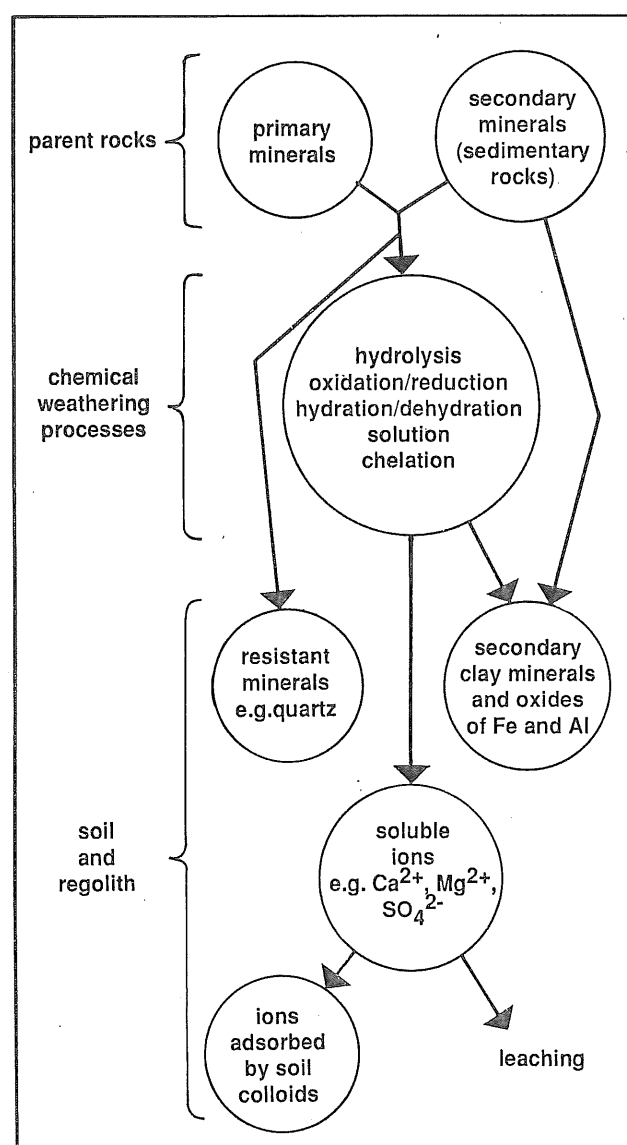 parent rocks
primary
minerals
secondary
minerals
(sedimentary
rocks)
chemical
weathering
processes
hydrolysis
oxidation/reduction
hydration/dehydration
solution
chelation
soil
and
regolith
resistant
minerals
e.g.quartz
secondary
clay minerals
and oxides
of Fe and Al
soluble
ions
e.g. Ca²⁺, Mg²⁺,
SO₄²⁻
ions
adsorbed
by soil
colloids
leaching